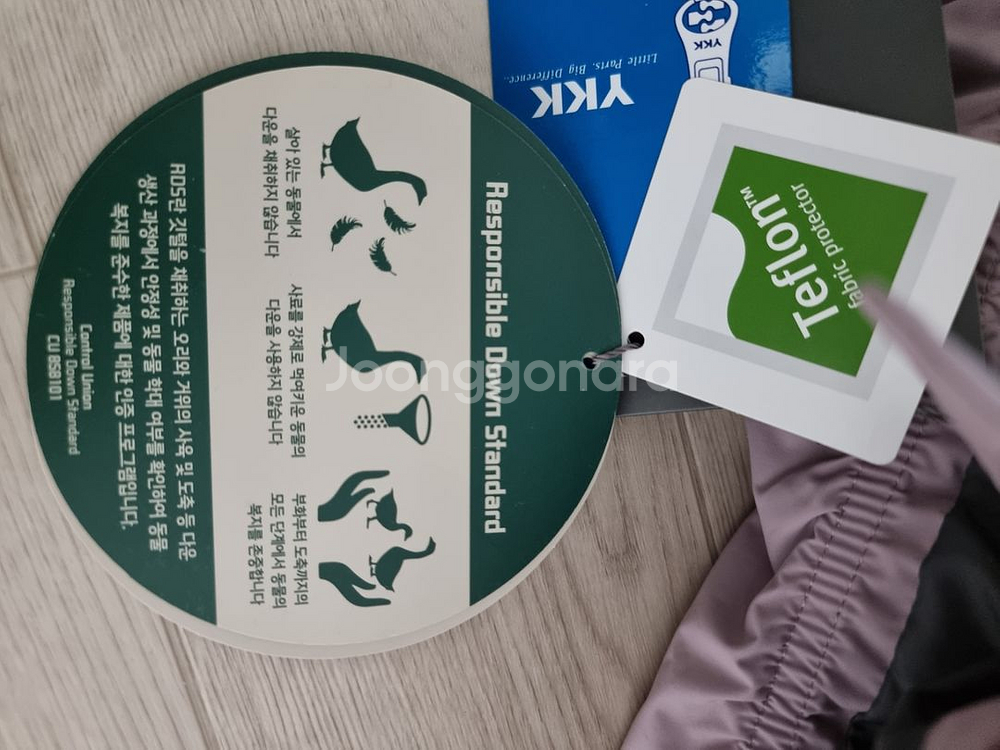 Responsible Down Standard
살아 있는 동물에서
다운을 채취하지 않습니다
사료를 강제로 먹여키운 동물의
다운을 사용하지 않습니다
부화부터 도축까지의
모든 단계에서 동물의
복지를 존중합니다
RDS란 깃털을 채취하는 오리와 거위의 사육 및 도축 등 다운
생산 과정에서 안정성 및 동물 학대 여부를 확인하여 동물
복지를 준수한 제품에 대한 인증 프로그램입니다.
Control Union
Responsible Down Standard
CU 858101
YKK
Little Parts. Big Difference.
YKK
Teflon™
fabric protector
Joonggonara